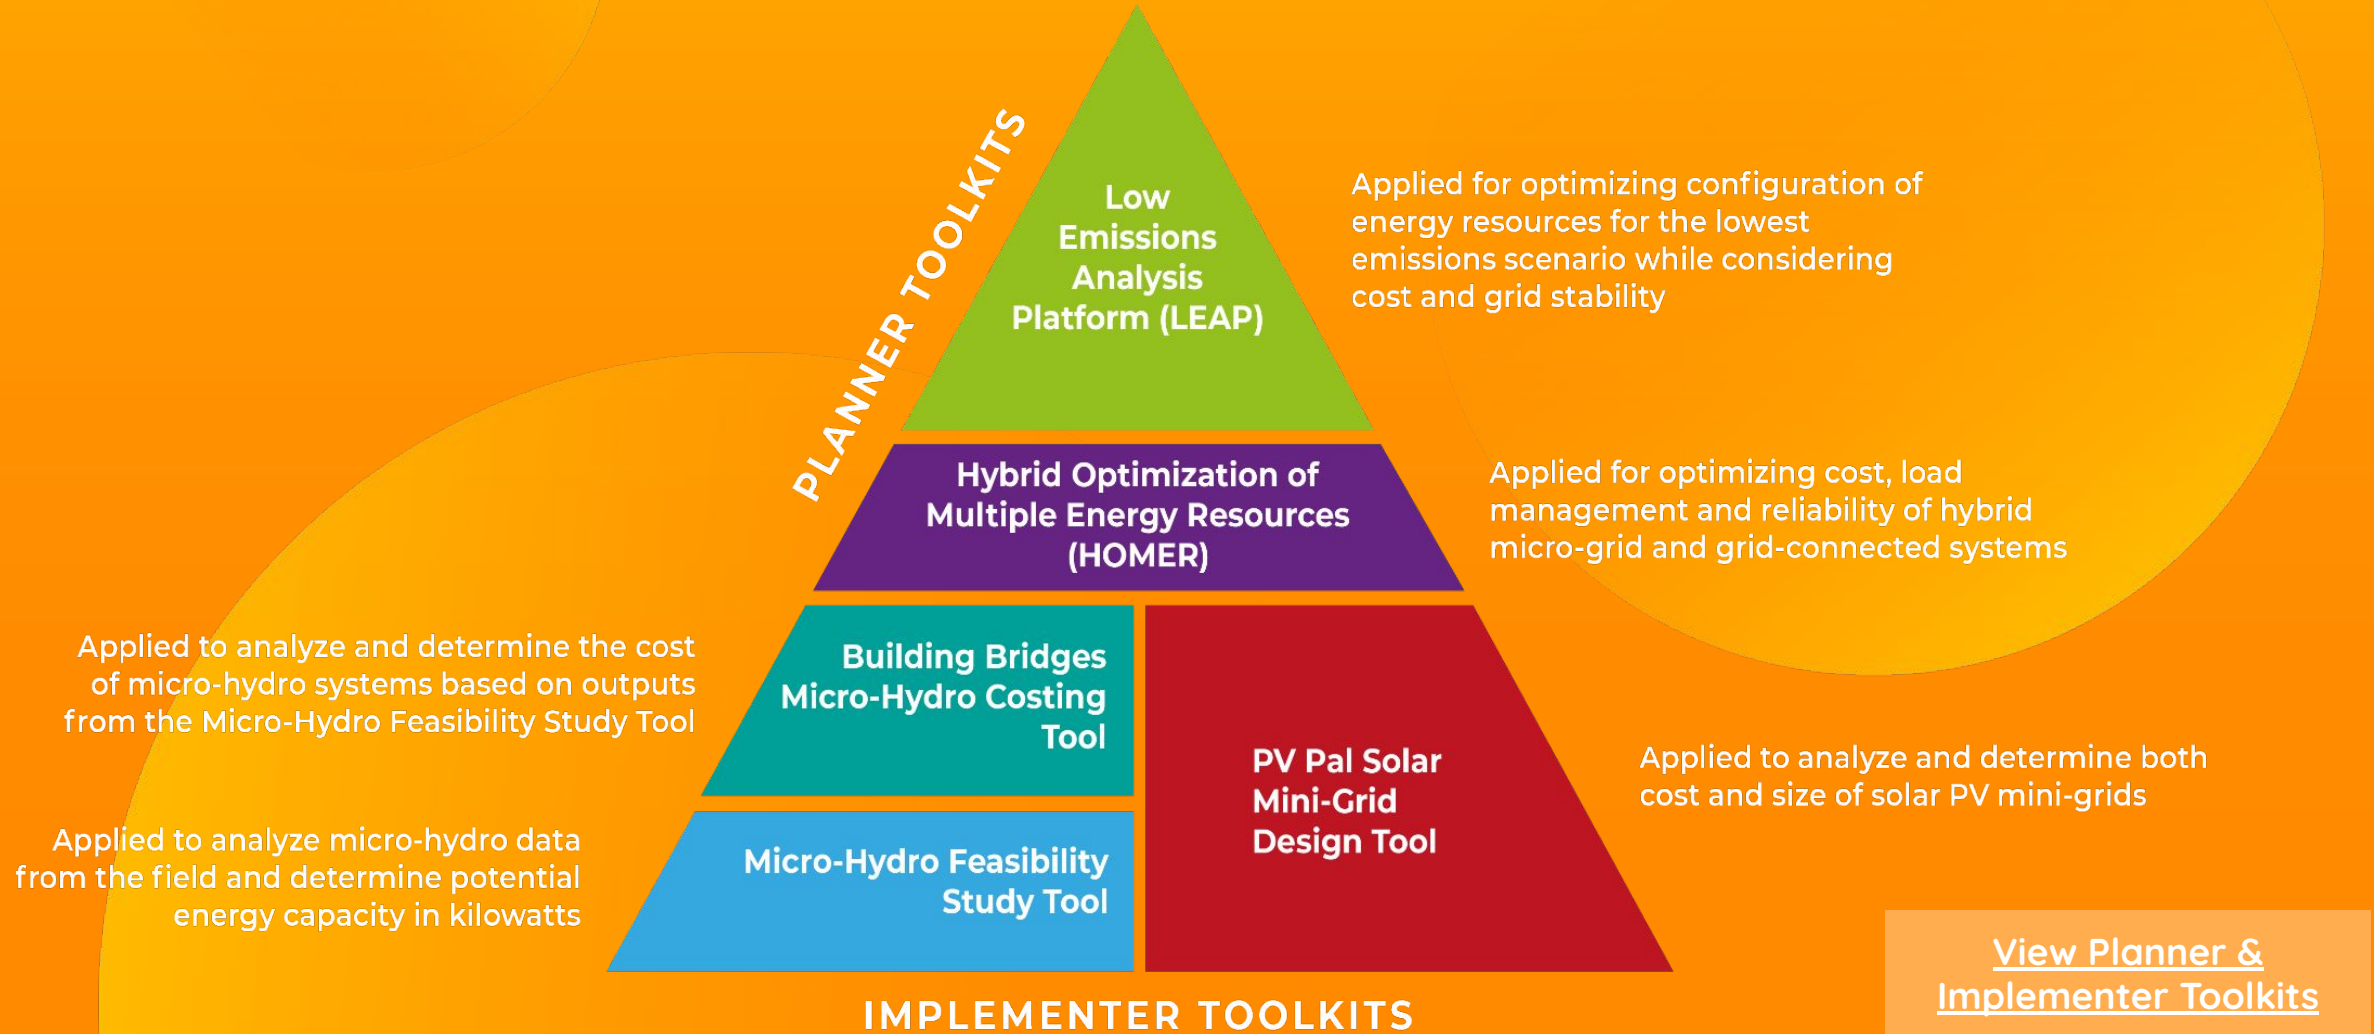 PLANNER TOOLKITS
Low
Emissions
Analysis
Platform (LEAP)
Applied for optimizing configuration of
energy resources for the lowest
emissions scenario while considering
cost and grid stability
Hybrid Optimization of
Multiple Energy Resources
(HOMER)
Applied for optimizing cost, load
management and reliability of hybrid
micro-grid and grid-connected systems
Applied to analyze and determine the cost
of micro-hydro systems based on outputs
from the Micro-Hydro Feasibility Study Tool
Building Bridges
Micro-Hydro Costing
Tool
PV Pal Solar
Mini-Grid
Design Tool
Applied to analyze and determine both
cost and size of solar PV mini-grids
Applied to analyze micro-hydro data
from the field and determine potential
energy capacity in kilowatts
Micro-Hydro Feasibility
Study Tool
IMPLEMENTER TOOLKITS
View Planner &
Implementer Toolkits